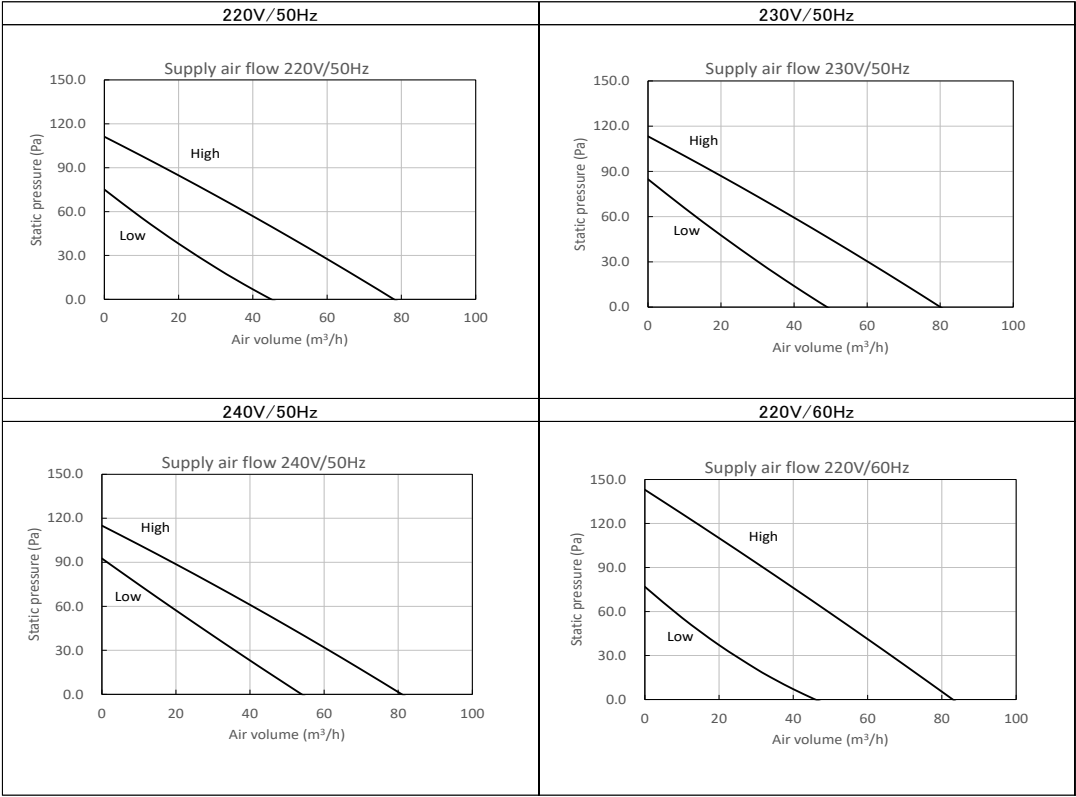 220V/50Hz
Supply air flow 220V/50Hz
150.0
120.0
90.0
60.0
30.0
0.0
Static pressure (Pa)
High
Low
0 20 40 60 80 100
Air volume (m³/h)
230V/50Hz
Supply air flow 230V/50Hz
150.0
120.0
90.0
60.0
30.0
0.0
Static pressure (Pa)
High
Low
0 20 40 60 80 100
Air volume (m³/h)
240V/50Hz
Supply air flow 240V/50Hz
150.0
120.0
90.0
60.0
30.0
0.0
Static pressure (Pa)
High
Low
0 20 40 60 80 100
Air volume (m³/h)
220V/60Hz
Supply air flow 220V/60Hz
150.0
120.0
90.0
60.0
30.0
0.0
Static pressure (Pa)
High
Low
0 20 40 60 80 100
Air volume (m³/h)